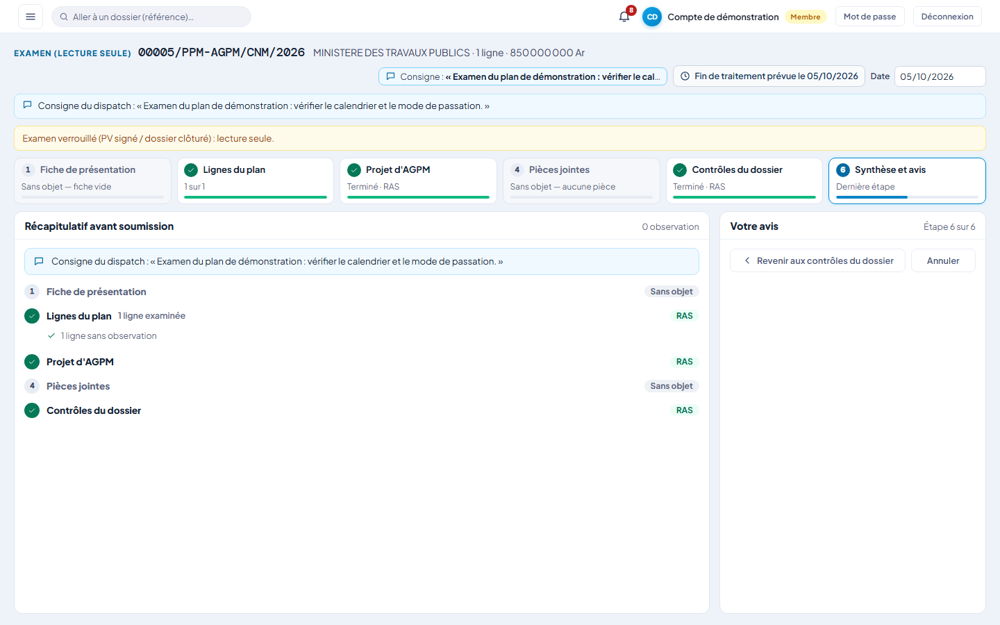 Aller à un dossier (référence)...
8
CD
Compte de démonstration
Membre
Mot de passe
Déconnexion
EXAMEN (LECTURE SEULE) 00005/PPM-AGPM/CNM/2026 MINISTERE DES TRAVAUX PUBLICS · 1 ligne · 850 000 000 Ar
Consigne : « Examen du plan de démonstration : vérifier le cal...
Fin de traitement prévue le 05/10/2026
Date
05/10/2026
Consigne du dispatch : « Examen du plan de démonstration : vérifier le calendrier et le mode de passation. »
Examen verrouillé (PV signé / dossier clôturé) : lecture seule.
1 Fiche de présentation
Sans objet — fiche vide
Lignes du plan
1 sur 1
Projet d'AGPM
Terminé · RAS
4 Pièces jointes
Sans objet — aucune pièce
Contrôles du dossier
Terminé · RAS
6 Synthèse et avis
Dernière étape
Récapitulatif avant soumission
0 observation
Consigne du dispatch : « Examen du plan de démonstration : vérifier le calendrier et le mode de passation. »
1 Fiche de présentation
Sans objet
Lignes du plan 1 ligne examinée
RAS
1 ligne sans observation
Projet d'AGPM
RAS
4 Pièces jointes
Sans objet
Contrôles du dossier
RAS
Votre avis
Étape 6 sur 6
Revenir aux contrôles du dossier
Annuler